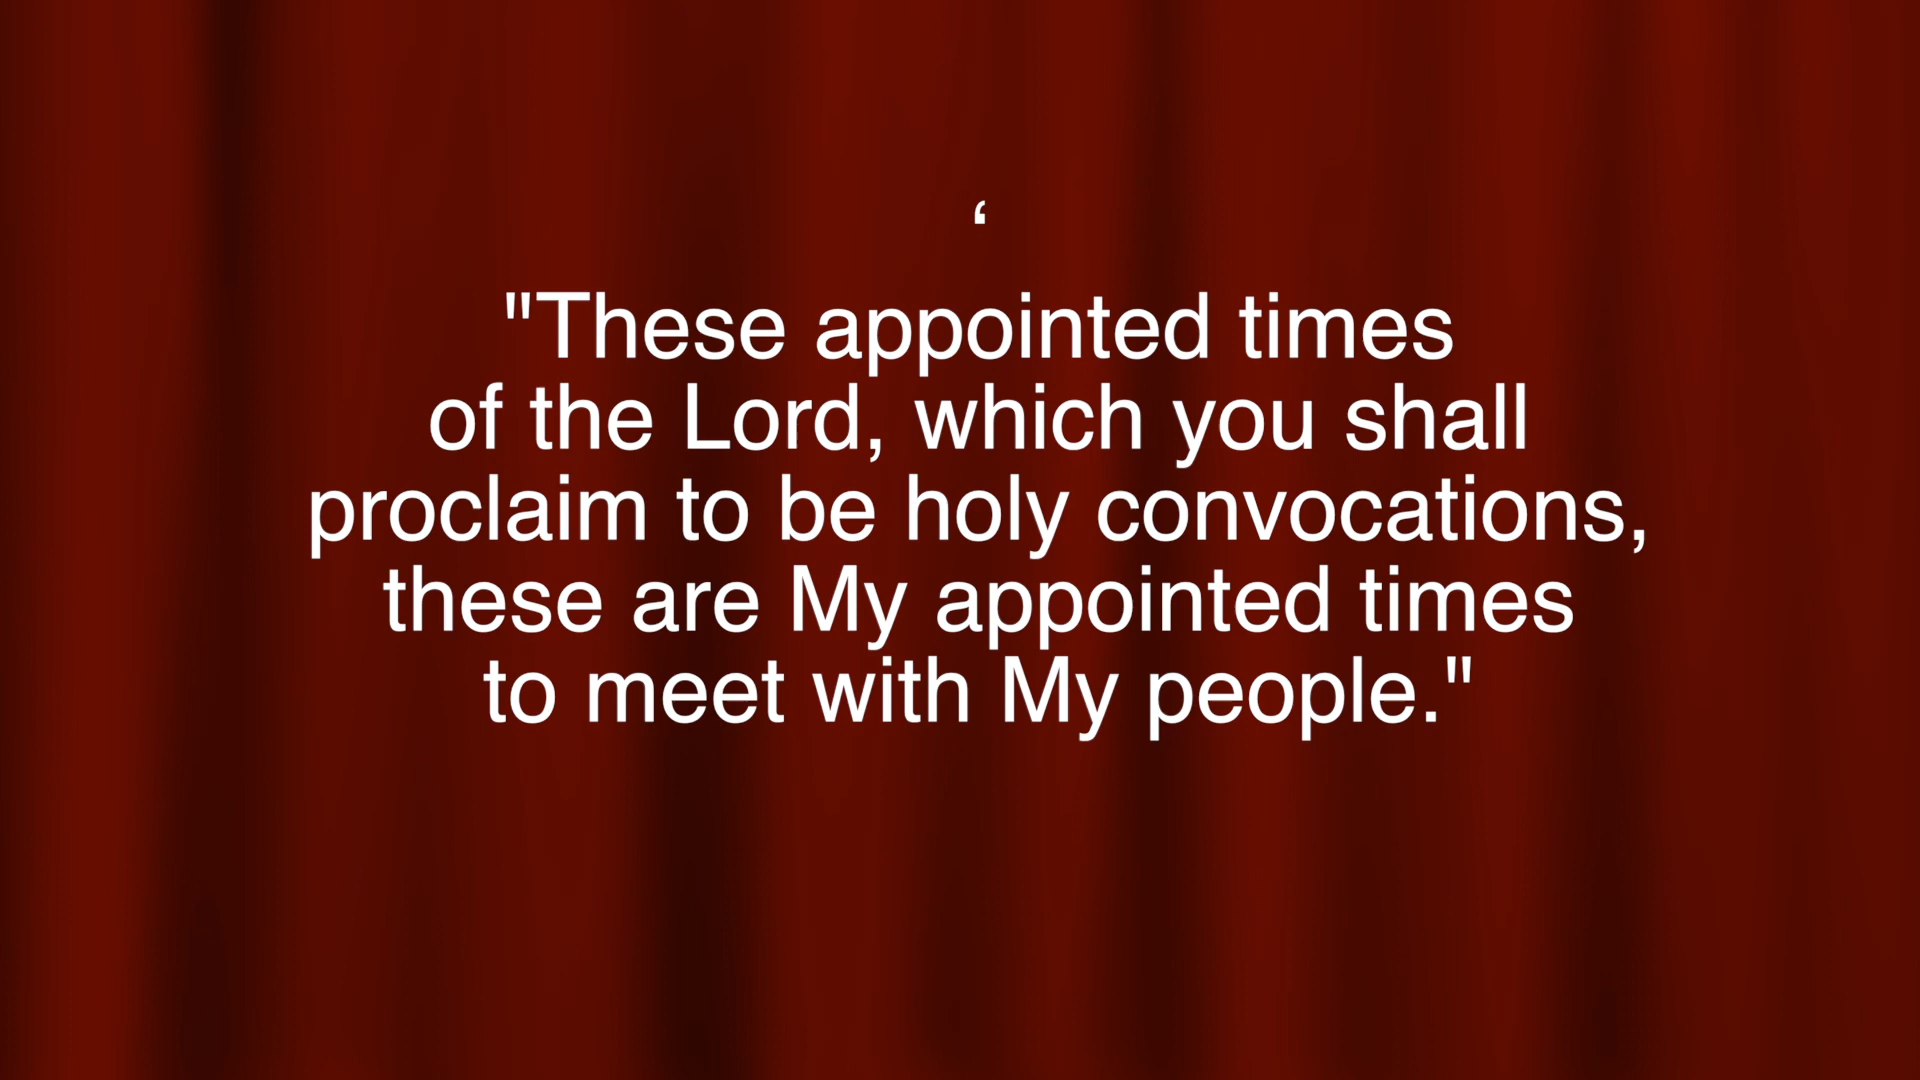 ‘
"These appointed times
of the Lord, which you shall
proclaim to be holy convocations,
these are My appointed times
to meet with My people."